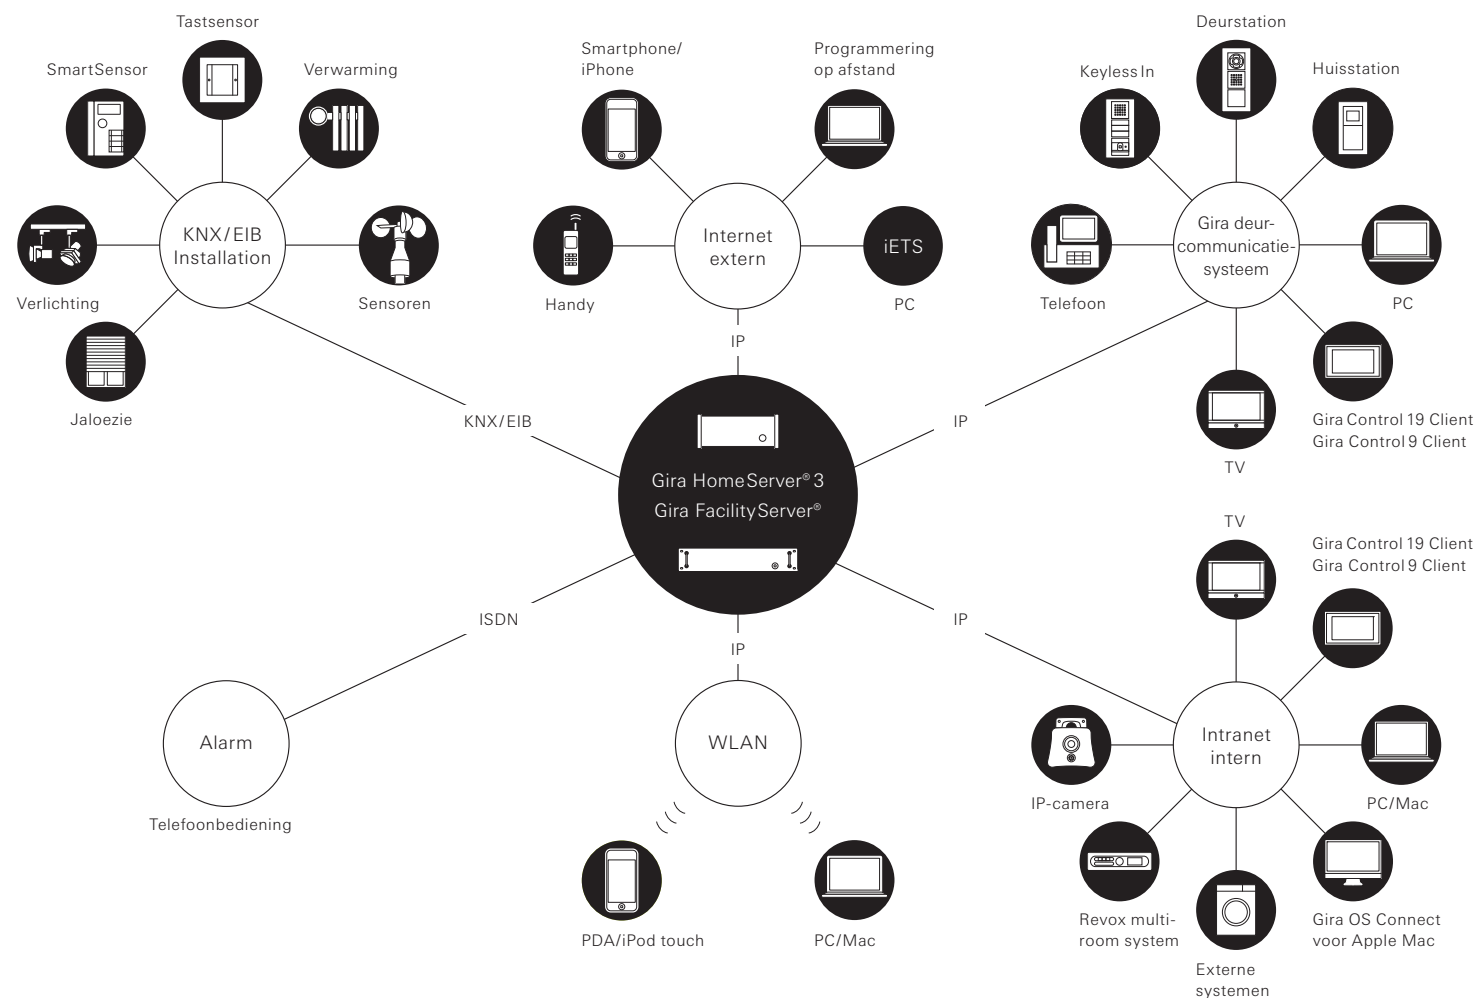 Tastsensor
SmartSensor
Verwarming
KNX/EIB
Installation
Verlichting
Sensoren
Jaloezie
Smartphone/
iPhone
Programmering
op afstand
Internet
extern
iETS
Handy
PC
IP
Deurstation
Keyless In
Huisstation
Gira deur-
communicatie-
systeem
Telefoon
PC
TV
Gira Control 19 Client
Gira Control 9 Client
KNX/EIB
IP
Gira HomeServer® 3
Gira FacilityServer®
ISDN
IP
IP
Alarm
Telefoonbediening
WLAN
PDA/iPod touch
PC/Mac
TV
Gira Control 19 Client
Gira Control 9 Client
Intranet
intern
IP-camera
PC/Mac
Revox multi-
room system
Externe
systemen
Gira OS Connect
voor Apple Mac